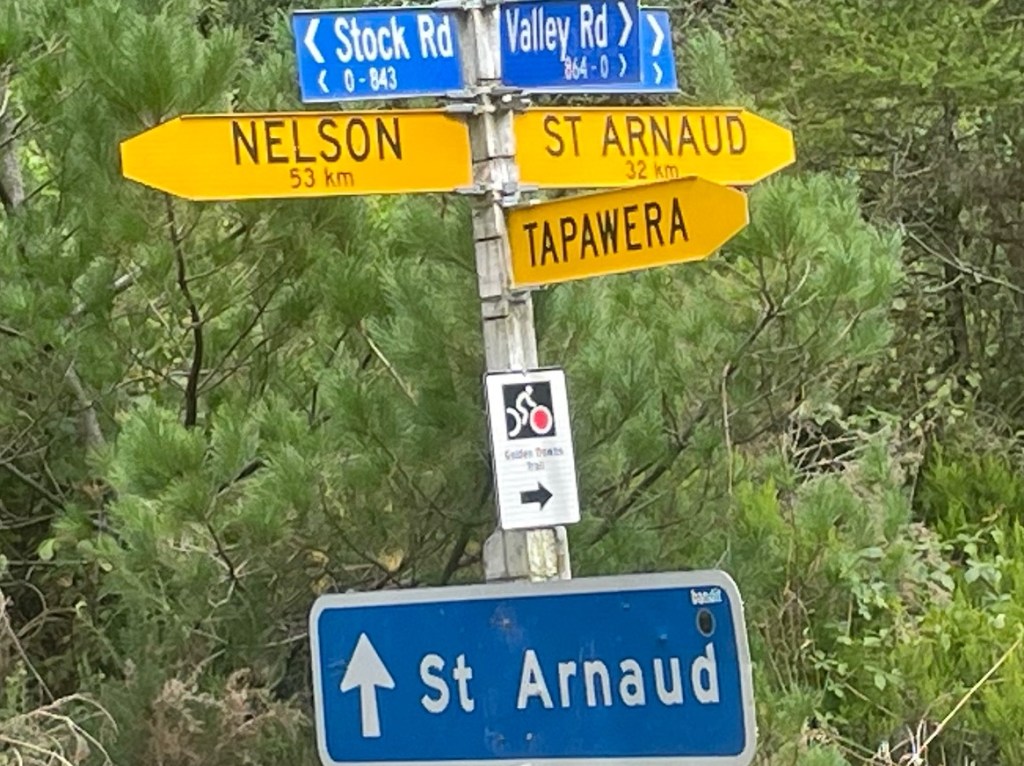 Stock Rd
0 - 843
Valley Rd
864 - 0
NELSON
53 km
ST ARNAUD
32 km
TAPAWERA
Golden Downs
Trail
St Arnaud